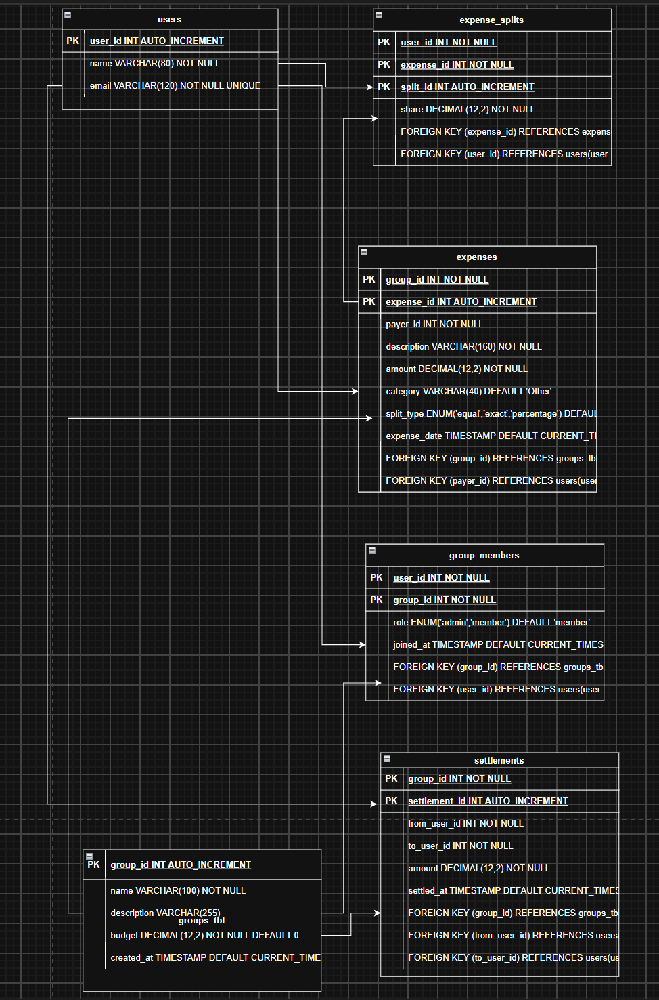 users
PK user_id INT AUTO_INCREMENT
name VARCHAR(80) NOT NULL
email VARCHAR(120) NOT NULL UNIQUE
expense_splits
PK user_id INT NOT NULL
PK expense_id INT NOT NULL
PK split_id INT AUTO_INCREMENT
share DECIMAL(12,2) NOT NULL
FOREIGN KEY (expense_id) REFERENCES expens
FOREIGN KEY (user_id) REFERENCES users(user_
expenses
PK group_id INT NOT NULL
PK expense_id INT AUTO_INCREMENT
payer_id INT NOT NULL
description VARCHAR(160) NOT NULL
amount DECIMAL(12,2) NOT NULL
category VARCHAR(40) DEFAULT 'Other'
split_type ENUM('equal','exact','percentage') DEFAUL
expense_date TIMESTAMP DEFAULT CURRENT_TI
FOREIGN KEY (group_id) REFERENCES groups_tbl
FOREIGN KEY (payer_id) REFERENCES users(user
group_members
PK user_id INT NOT NULL
PK group_id INT NOT NULL
role ENUM('admin','member') DEFAULT 'member'
joined_at TIMESTAMP DEFAULT CURRENT_TIMES
FOREIGN KEY (group_id) REFERENCES groups_tb
FOREIGN KEY (user_id) REFERENCES users(user_
settlements
PK group_id INT NOT NULL
PK settlement_id INT AUTO_INCREMENT
from_user_id INT NOT NULL
to_user_id INT NOT NULL
amount DECIMAL(12,2) NOT NULL
settled_at TIMESTAMP DEFAULT CURRENT_TIMES
FOREIGN KEY (group_id) REFERENCES groups_tb
FOREIGN KEY (from_user_id) REFERENCES users
FOREIGN KEY (to_user_id) REFERENCES users(us
PK group_id INT AUTO_INCREMENT
name VARCHAR(100) NOT NULL
description VARCHAR(255)
groups_tbl
budget DECIMAL(12,2) NOT NULL DEFAULT 0
created_at TIMESTAMP DEFAULT CURRENT_TIME